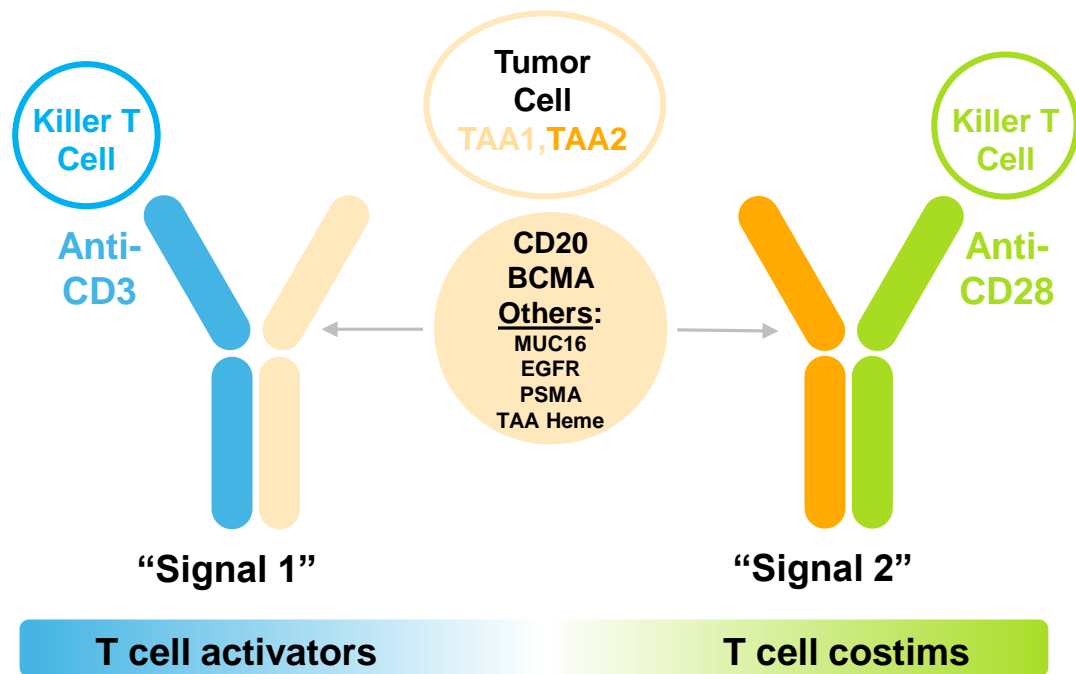 Tumor
Cell
TAA1,TAA2
Killer T
Cell
Killer T
Cell
Anti-
CD3
CD20
BCMA
Others:
MUC16
EGFR
PSMA
TAA Heme
Anti-
CD28
“Signal 1”
“Signal 2”
T cell activators
T cell costims